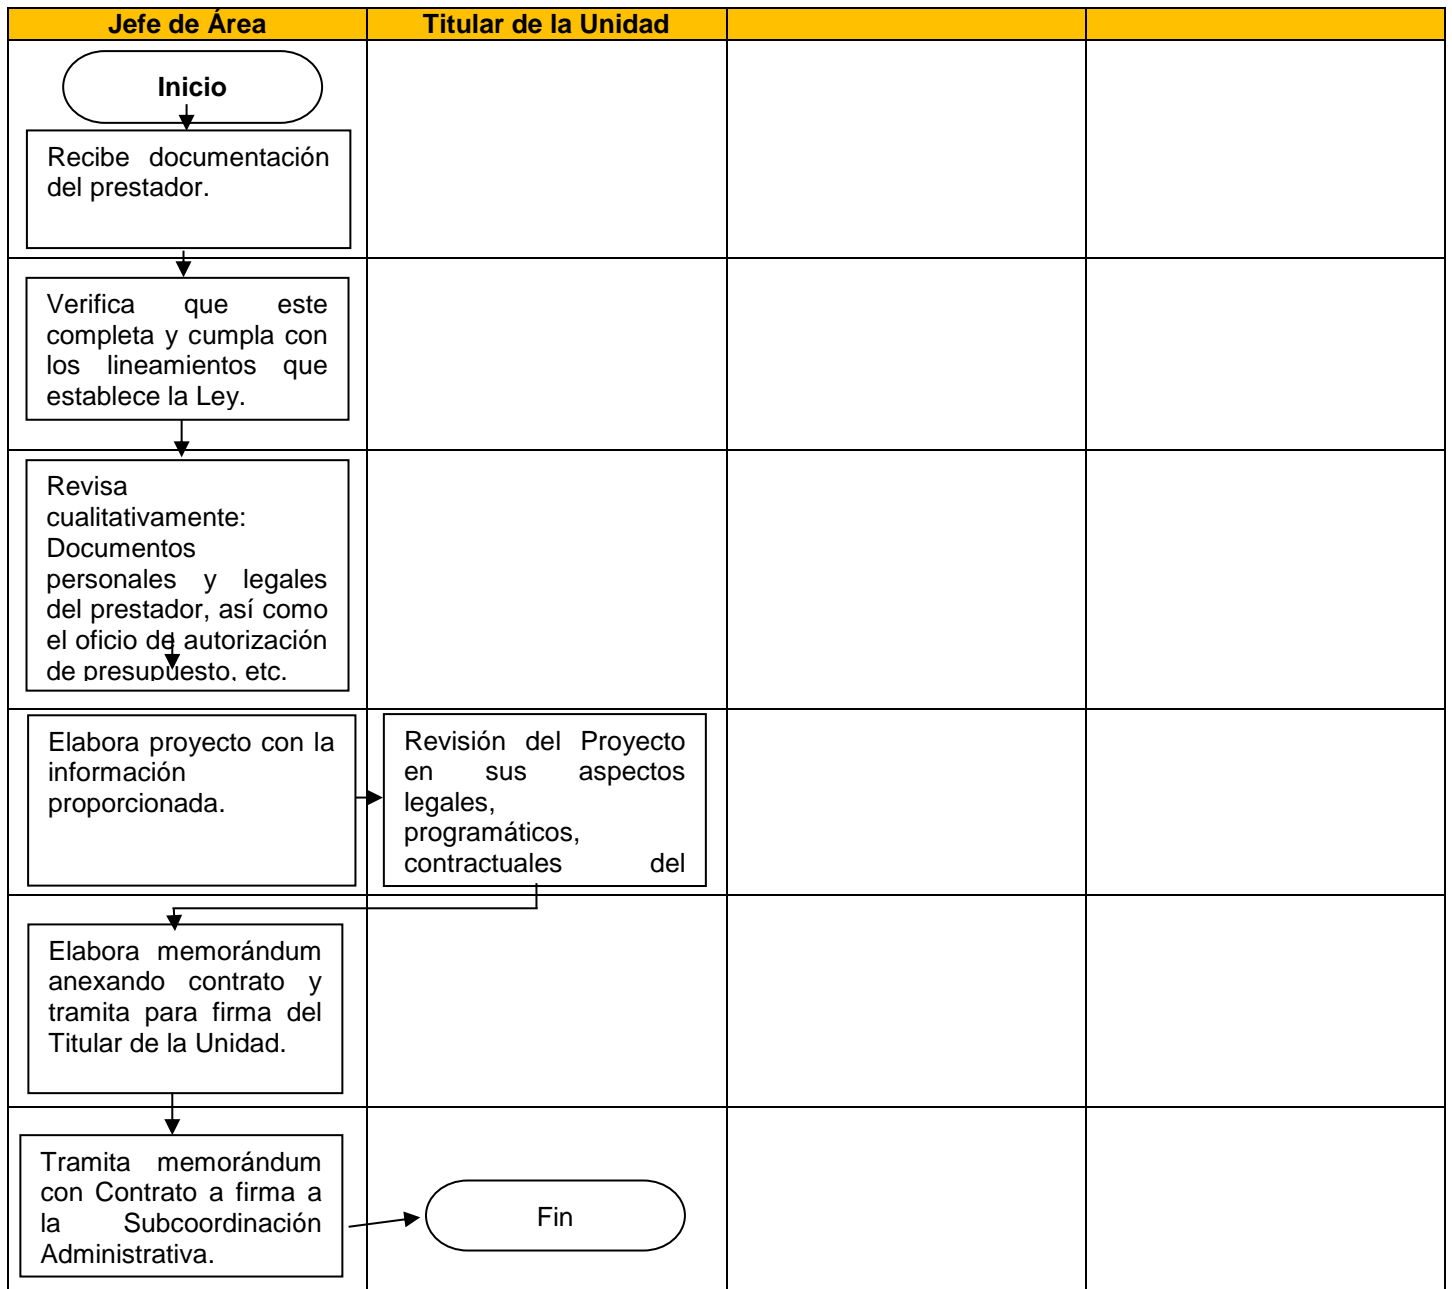 Jefe de Área
Titular de la Unidad
Inicio
Recibe documentación
del prestador.
Verifica que este
completa y cumpla con
los lineamientos que
establece la Ley.
Revisa
cualitativamente:
Documentos
personales y legales
del prestador, así como
el oficio de autorización
de presupuesto, etc.
Elabora proyecto con la
información
proporcionada.
Revisión del Proyecto
en sus aspectos
legales,
programáticos,
contractuales del
Elabora memorándum
anexando contrato y
tramita para firma del
Titular de la Unidad.
Tramita memorándum
con Contrato a firma a
la Subcoordinación
Administrativa.
Fin